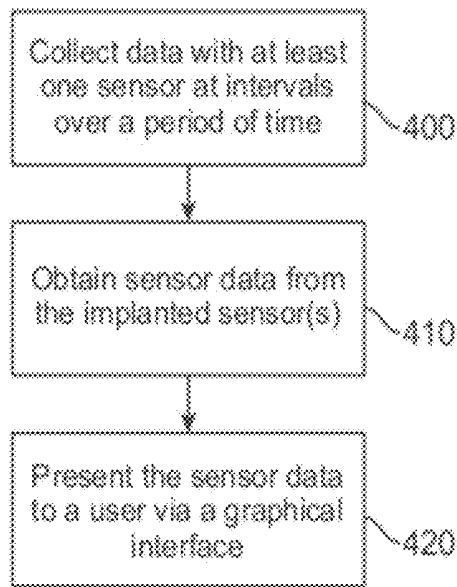 Collect data with at least
one sensor at intervals
over a period of time
400
Obtain sensor data from
the implanted sensor(s)
410
Present the sensor data
to a user via a graphical
interface
420